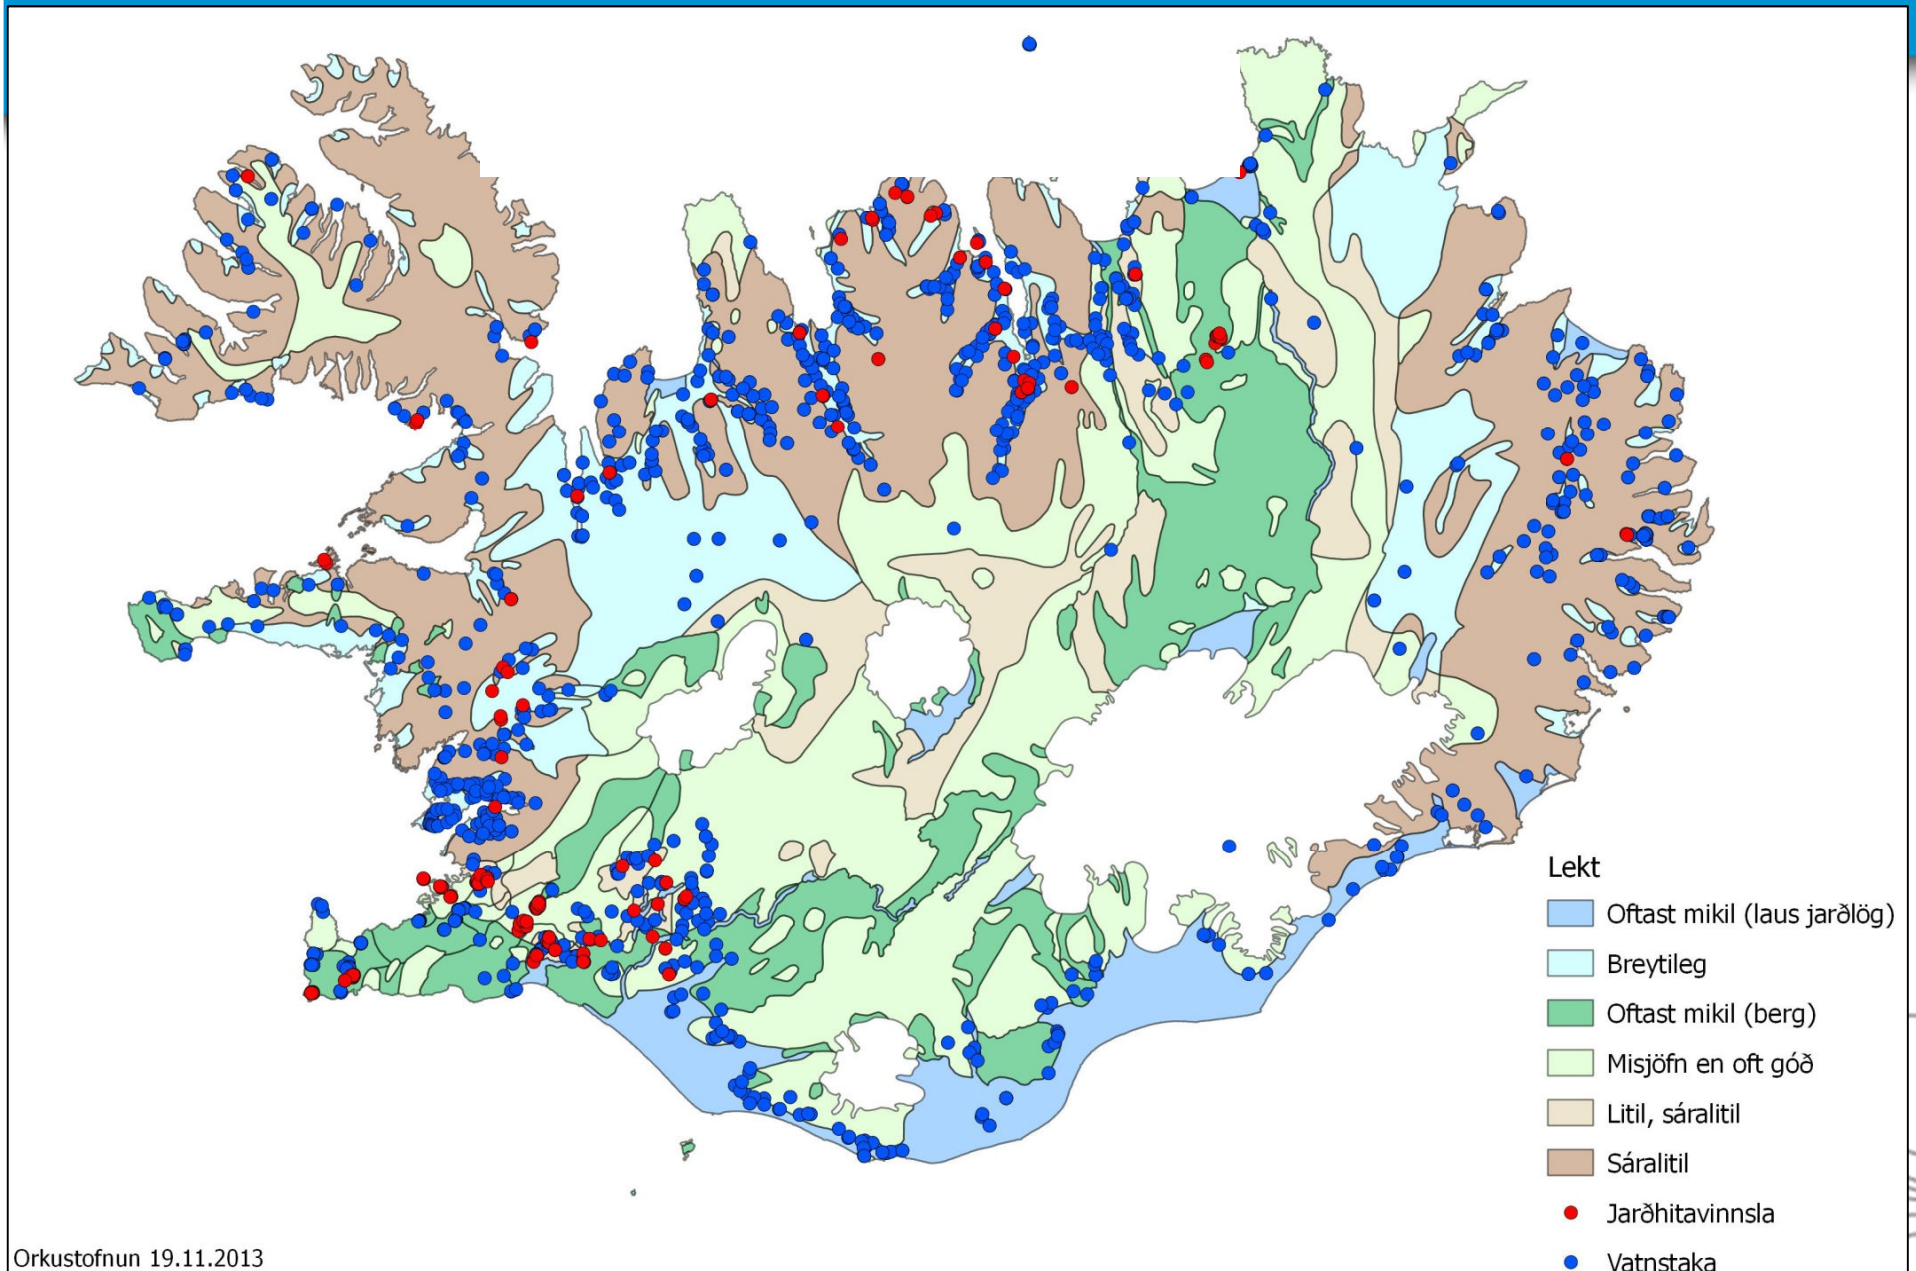 Lekt
Oftast mikil (laus jarðlög)
Breytileg
Oftast mikil (berg)
Misjöfn en oft góð
Litil, sáralitil
Sáralitil
Jarðhitavinnsla
Vatnstaka
Orkustofnun 19.11.2013